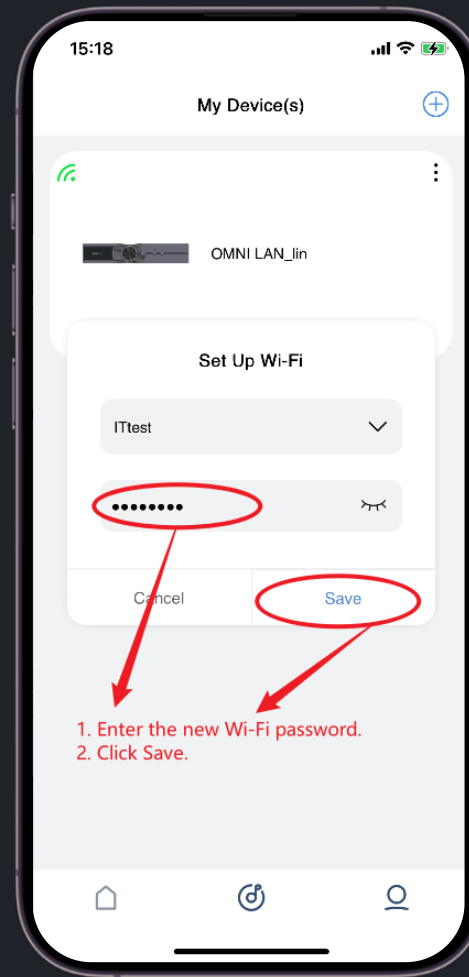 15:18
My Device(s)
OMNI LAN_lin
Set Up Wi-Fi
ITtest
••••••••
Cancel
Save
1. Enter the new Wi-Fi password.
2. Click Save.